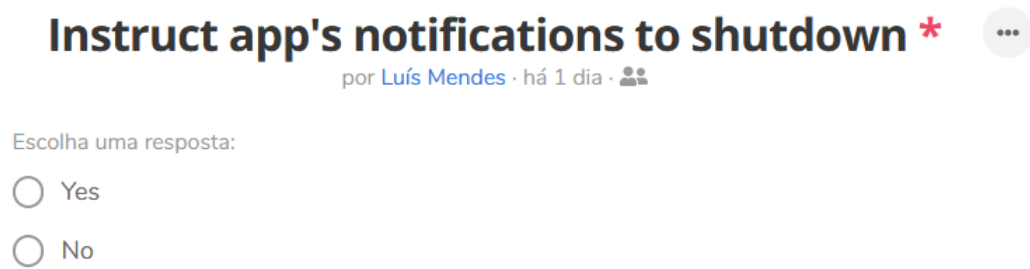 Instruct app's notifications to shutdown *
por Luís Mendes · há 1 dia ·
Escolha uma resposta:
Yes
No